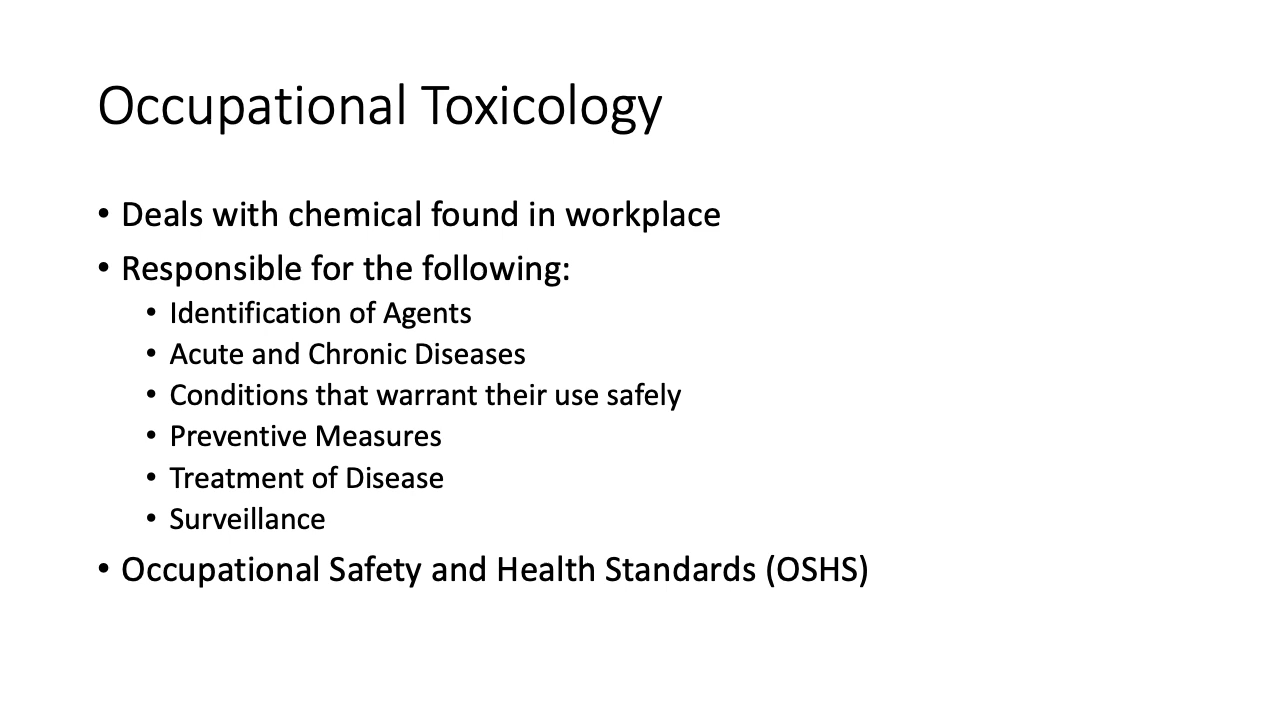 Occupational Toxicology
• Deals with chemical found in workplace
• Responsible for the following:
• Identification of Agents
• Acute and Chronic Diseases
• Conditions that warrant their use safely
• Preventive Measures
• Treatment of Disease
• Surveillance
• Occupational Safety and Health Standards (OSHS)